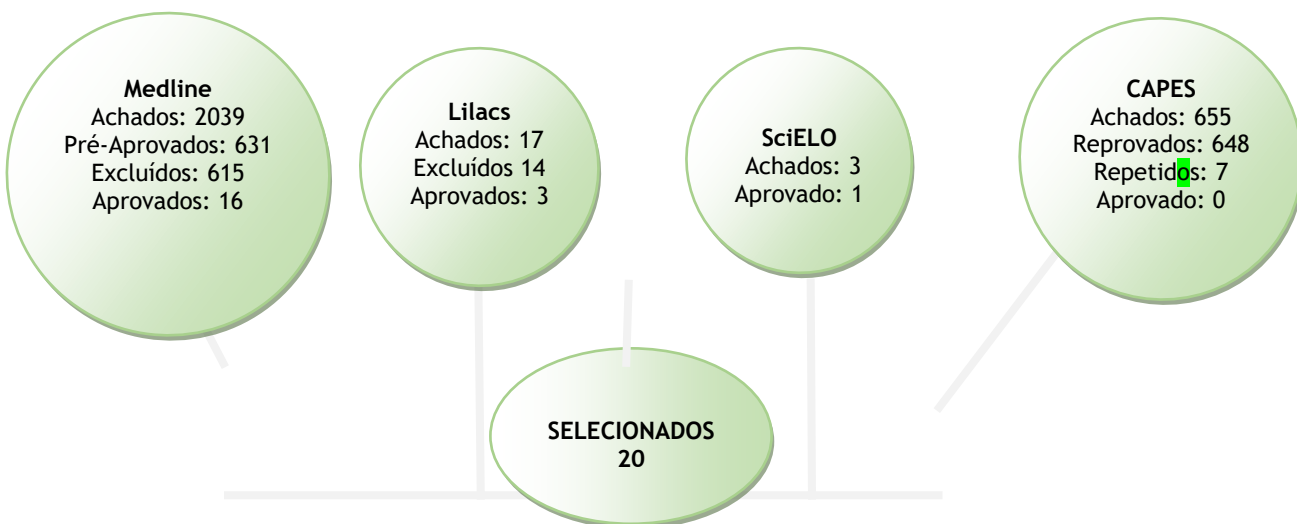 Medline
Achados: 2039
Pré-Aprovados: 631
Excluídos: 615
Aprovados: 16
Lilacs
Achados: 17
Excluídos 14
Aprovados: 3
SciELO
Achados: 3
Aprovado: 1
CAPES
Achados: 655
Reprovados: 648
Repetidos: 7
Aprovado: 0
SELECIONADOS
20